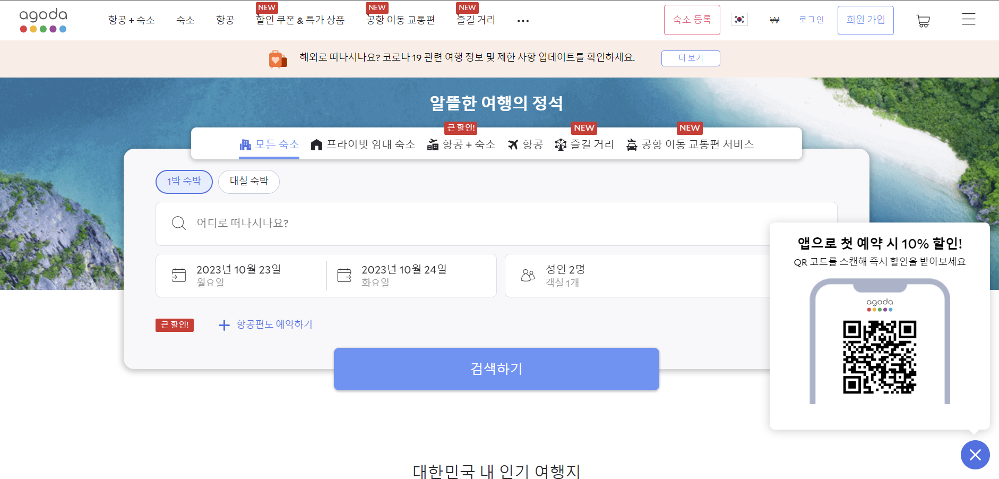 agoda
항공 + 숙소
숙소
항공
NEW
할인 쿠폰 & 특가 상품
NEW
공항 이동 교통편
NEW
즐길 거리
숙소 등록
₩
로그인
회원 가입
해외로 떠나시나요? 코로나 19 관련 여행 정보 및 제한 사항 업데이트를 확인하세요.
더 보기
알뜰한 여행의 정석
모든 숙소
프라이빗 임대 숙소
큰 할인!
항공 + 숙소
항공
NEW
즐길 거리
NEW
공항 이동 교통편 서비스
1박 숙박
대실 숙박
어디로 떠나시나요?
2023년 10월 23일
월요일
2023년 10월 24일
화요일
성인 2명
객실 1개
큰 할인!
+ 항공편도 예약하기
검색하기
앱으로 첫 예약 시 10% 할인!
QR 코드를 스캔해 즉시 할인을 받아보세요
agoda
대한민국 내 인기 여행지